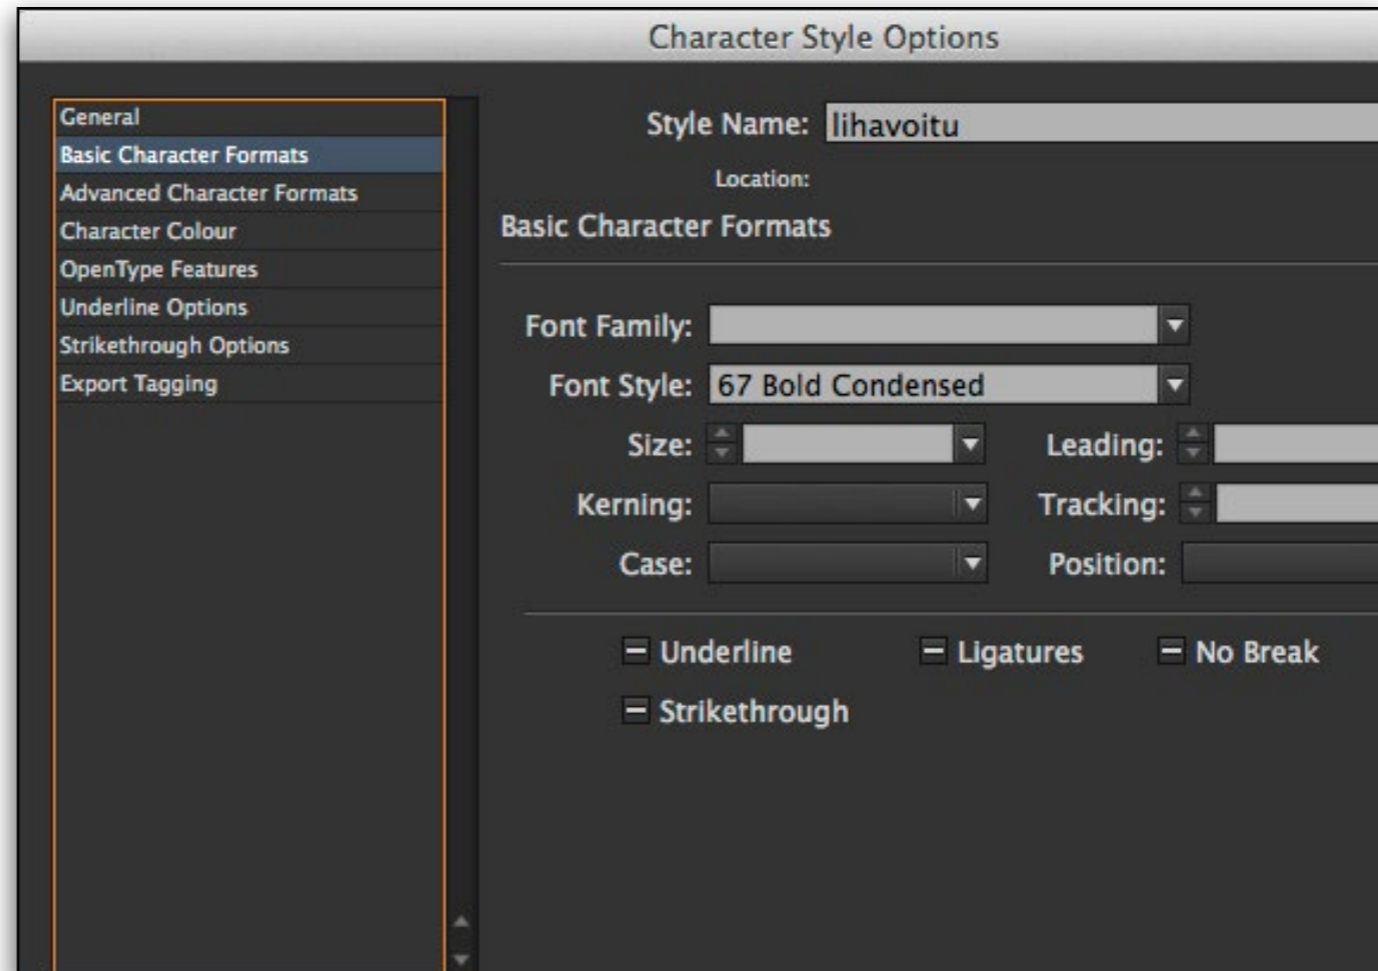 Character Style Options
General
Basic Character Formats
Advanced Character Formats
Character Colour
OpenType Features
Underline Options
Strikethrough Options
Export Tagging
Style Name: lihavoitu
Location:
Basic Character Formats
Font Family:
Font Style: 67 Bold Condensed
Size: Leading:
Kerning: Tracking:
Case: Position:
Underline Ligatures No Break
Strikethrough